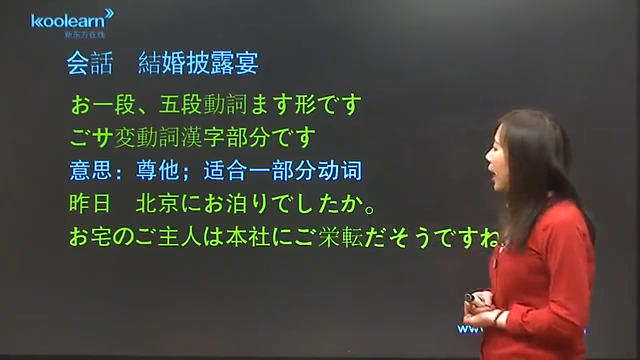 koolearn
新东方在线
会話　結婚披露宴
お一段、五段動詞ます形です
ごサ変動詞漢字部分です
意思：尊他；适合一部分动词
昨日　北京にお泊りでしたか。
お宅のご主人は本社にご栄転だそうですね